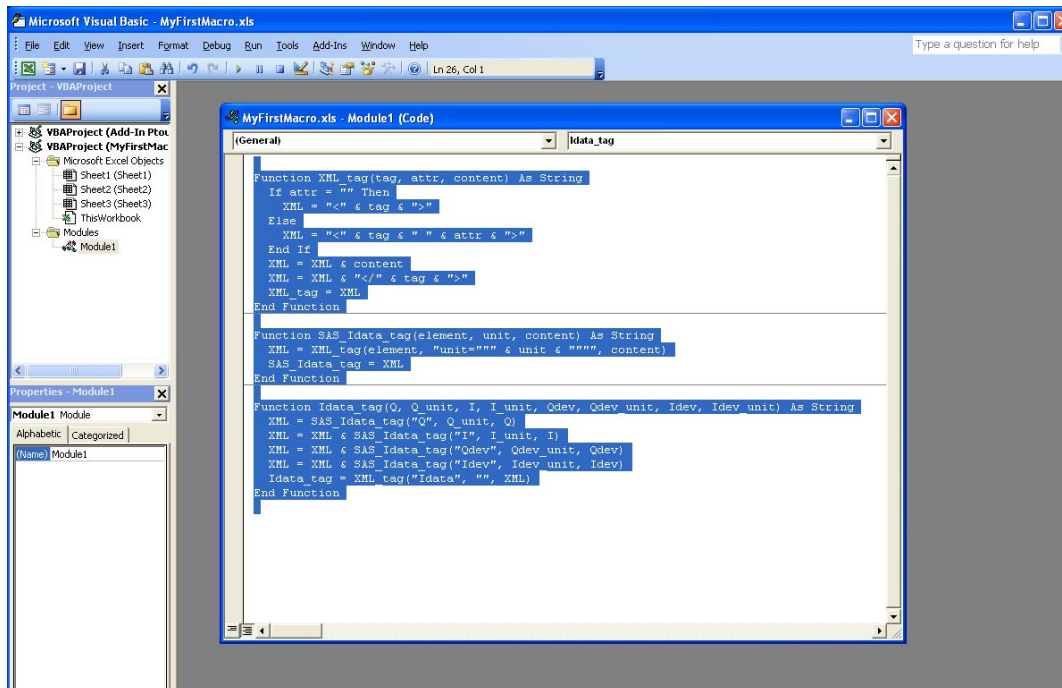 Microsoft Visual Basic - MyFirstMacro.xls
File Edit View Insert Format Debug Run Tools Add-Ins Window Help
Type a question for help
Ln 26, Col 1
Project - VBAProject
VBAProject (Add-In Ptou
VBAProject (MyFirstMac
Microsoft Excel Objects
Sheet1 (Sheet1)
Sheet2 (Sheet2)
Sheet3 (Sheet3)
ThisWorkbook
Modules
Module1
Properties - Module1
Module1 Module
Alphabetic Categorized
(Name) Module1
MyFirstMacro.xls - Module1 (Code)
(General) Idata_tag
Function XML_tag(tag, attr, content) As String
If attr = "" Then
XML = "<" & tag & ">"
Else
XML = "<" & tag & " " & attr & ">"
End If
XML = XML & content
XML = XML & "</" & tag & ">"
XML_tag = XML
End Function
Function SAS_Idata_tag(element, unit, content) As String
XML = XML_tag(element, "unit=""" & unit & """", content)
SAS_Idata_tag = XML
End Function
Function Idata_tag(Q, Q_unit, I, I_unit, Qdev, Qdev_unit, Idev, Idev_unit) As String
XML = SAS_Idata_tag("Q", Q_unit, Q)
XML = XML & SAS_Idata_tag("I", I_unit, I)
XML = XML & SAS_Idata_tag("Qdev", Qdev_unit, Qdev)
XML = XML & SAS_Idata_tag("Idev", Idev_unit, Idev)
Idata_tag = XML_tag("Idata", "", XML)
End Function